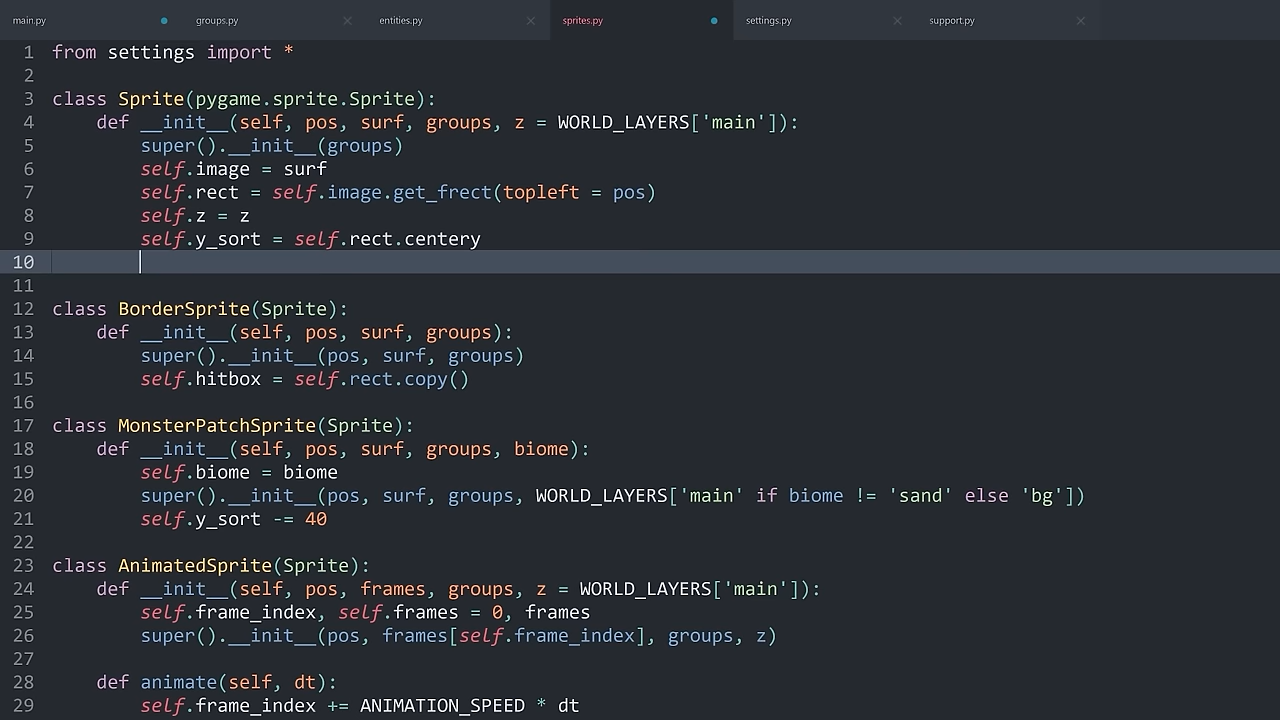 main.py groups.py entities.py sprites.py settings.py support.py
1 from settings import *
2
3 class Sprite(pygame.sprite.Sprite):
4     def __init__(self, pos, surf, groups, z = WORLD_LAYERS['main']):
5         super().__init__(groups)
6         self.image = surf
7         self.rect = self.image.get_frect(topleft = pos)
8         self.z = z
9         self.y_sort = self.rect.centery
10
11
12 class BorderSprite(Sprite):
13     def __init__(self, pos, surf, groups):
14         super().__init__(pos, surf, groups)
15         self.hitbox = self.rect.copy()
16
17 class MonsterPatchSprite(Sprite):
18     def __init__(self, pos, surf, groups, biome):
19         self.biome = biome
20         super().__init__(pos, surf, groups, WORLD_LAYERS['main' if biome != 'sand' else 'bg'])
21         self.y_sort -= 40
22
23 class AnimatedSprite(Sprite):
24     def __init__(self, pos, frames, groups, z = WORLD_LAYERS['main']):
25         self.frame_index, self.frames = 0, frames
26         super().__init__(pos, frames[self.frame_index], groups, z)
27
28     def animate(self, dt):
29         self.frame_index += ANIMATION_SPEED * dt